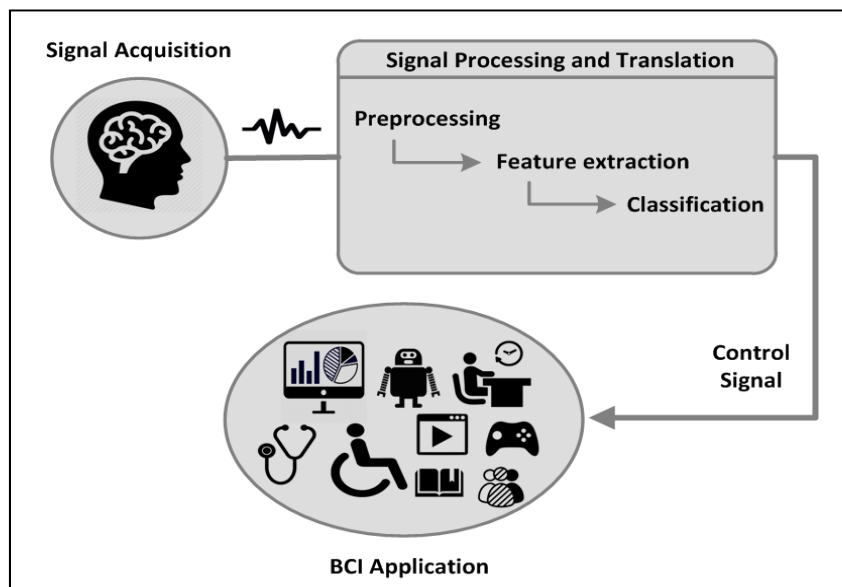 Signal Acquisition
Signal Processing and Translation
Preprocessing
Feature extraction
Classification
Control
Signal
BCI Application